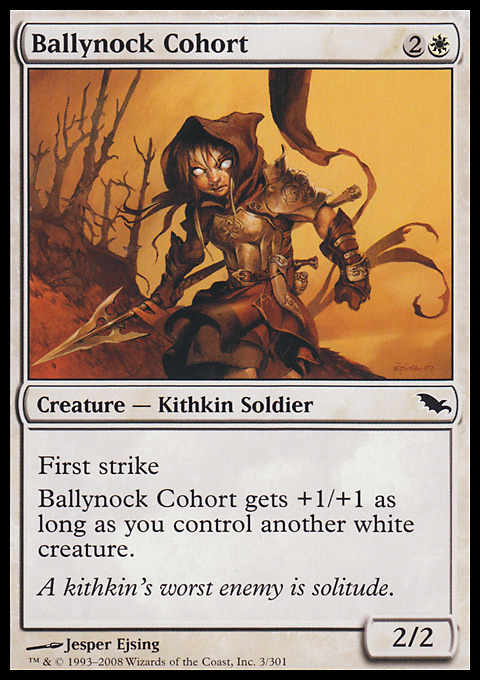 Ballynock Cohort 2
Creature — Kithkin Soldier
First strike
Ballynock Cohort gets +1/+1 as
long as you control another white
creature.
A kithkin's worst enemy is solitude.
Jesper Ejsing
2/2
™ & © 1993–2008 Wizards of the Coast, Inc. 3/301